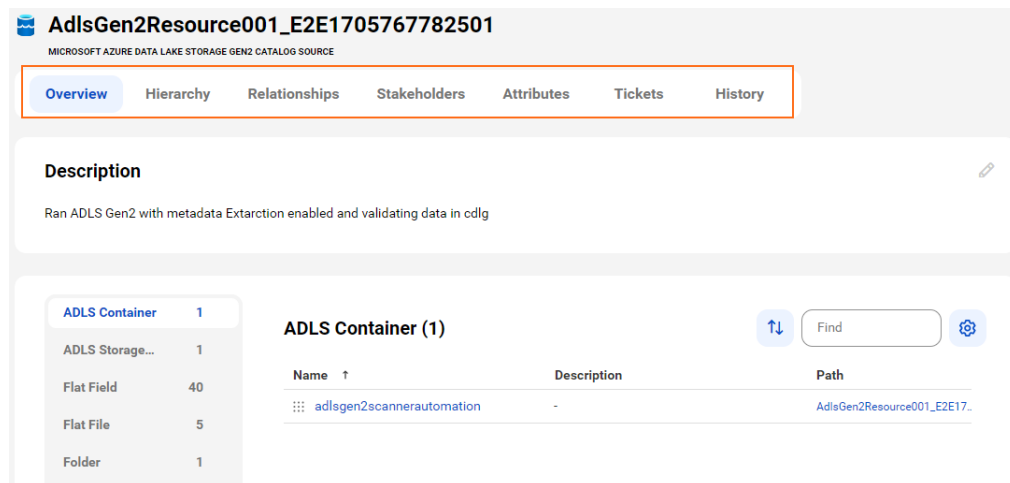 AdlsGen2Resource001_E2E1705767782501
MICROSOFT AZURE DATA LAKE STORAGE GEN2 CATALOG SOURCE
Overview Hierarchy Relationships Stakeholders Attributes Tickets History
Description
Ran ADLS Gen2 with metadata Extarction enabled and validating data in cdlg
ADLS Container 1
ADLS Storage... 1
Flat Field 40
Flat File 5
Folder 1
ADLS Container (1)
Find
Name ↑ Description Path
adlsgen2scannerautomation - AdlsGen2Resource001_E2E17..